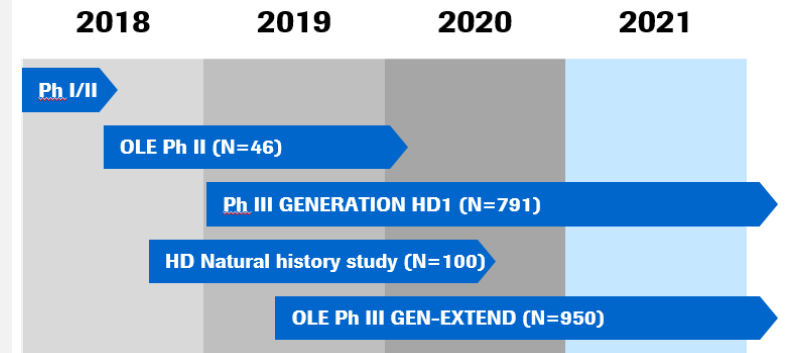 2018 2019 2020 2021
Ph I/II
OLE Ph II (N=46)
Ph III GENERATION HD1 (N=791)
HD Natural history study (N=100)
OLE Ph III GEN-EXTEND (N=950)